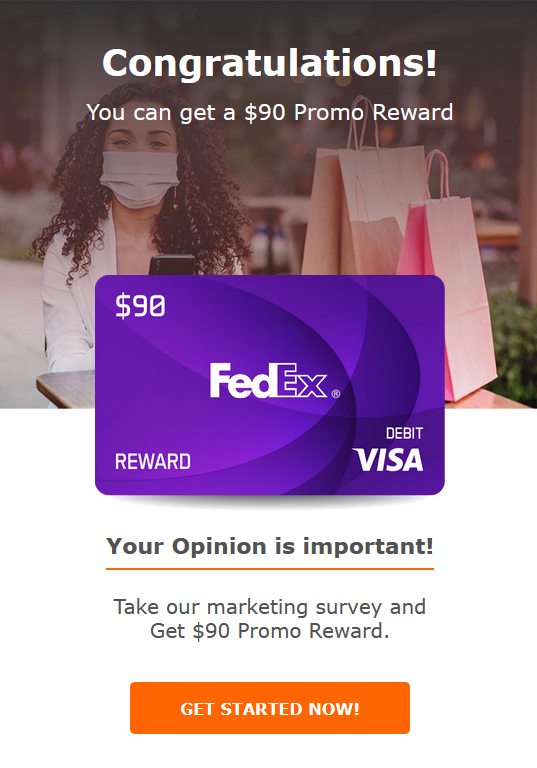 Congratulations!
You can get a $90 Promo Reward
$90
FedEx®
DEBIT
REWARD
VISA
Your Opinion is important!
Take our marketing survey and
Get $90 Promo Reward.
GET STARTED NOW!